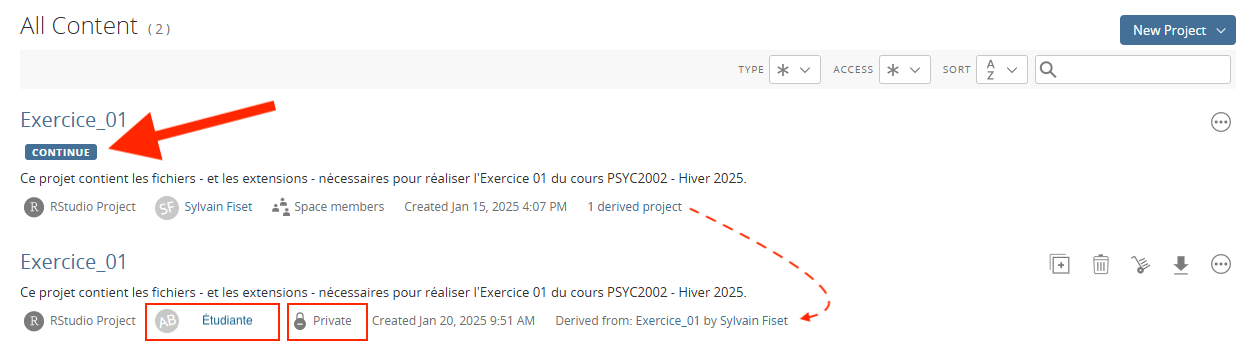 All Content ( 2 )
New Project
TYPE ACCESS SORT A Z
Exercice_01
CONTINUE
Ce projet contient les fichiers - et les extensions - nécessaires pour réaliser l'Exercice 01 du cours PSYC2002 - Hiver 2025.
R RStudio Project SF Sylvain Fiset Space members Created Jan 15, 2025 4:07 PM 1 derived project
Exercice_01
Ce projet contient les fichiers - et les extensions - nécessaires pour réaliser l'Exercice 01 du cours PSYC2002 - Hiver 2025.
R RStudio Project AB Étudiante Private Created Jan 20, 2025 9:51 AM Derived from: Exercice_01 by Sylvain Fiset